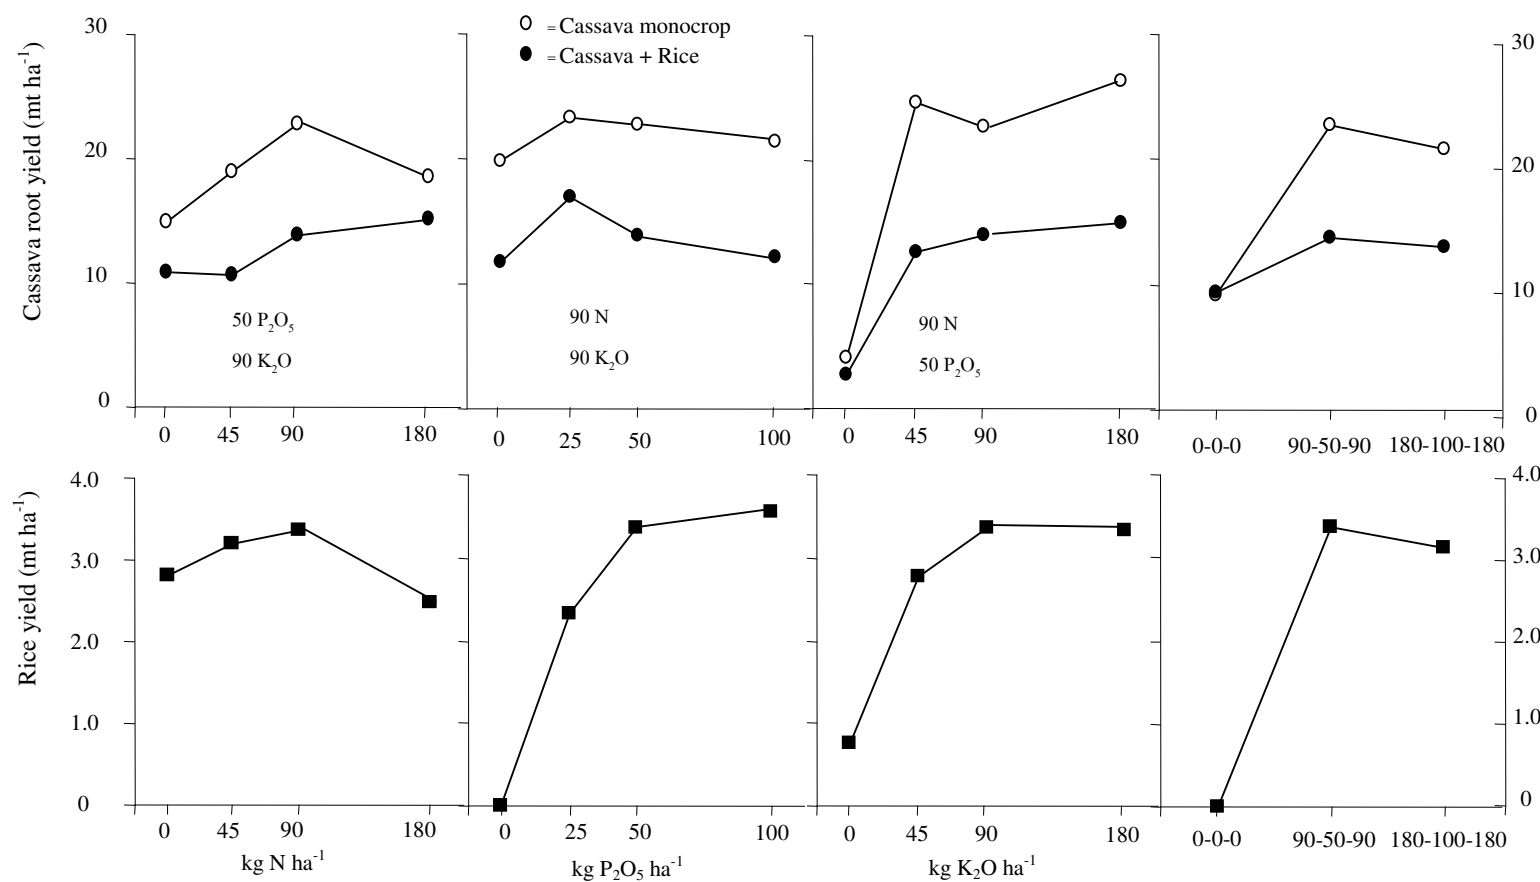 = Cassava monocrop
= Cassava + Rice
Cassava root yield (mt ha⁻¹)
30
20
10
0
50 P₂O₅
90 K₂O
0 45 90 180
90 N
90 K₂O
0 25 50 100
90 N
50 P₂O₅
0 45 90 180
30
20
10
0
0-0-0 90-50-90 180-100-180
Rice yield (mt ha⁻¹)
4.0
3.0
2.0
1.0
0
0 45 90 180
kg N ha⁻¹
0 25 50 100
kg P₂O₅ ha⁻¹
0 45 90 180
kg K₂O ha⁻¹
4.0
3.0
2.0
1.0
0
0-0-0 90-50-90 180-100-180